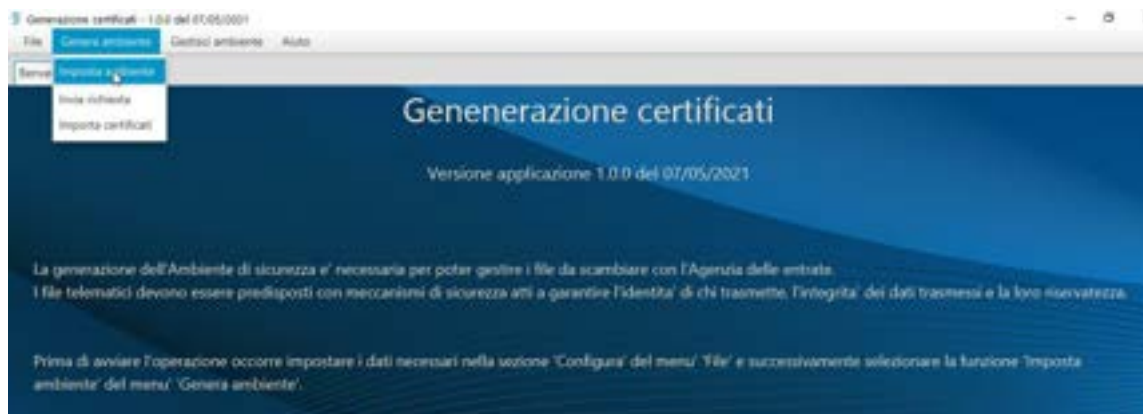 Generazione certificati - 1.0.0 del 07/05/2021
File Genera ambiente Gestisci ambiente Aiuto
Imposta ambiente
Invia richiesta
Importa certificati
Genenerazione certificati
Versione applicazione 1.0.0 del 07/05/2021
La generazione dell'Ambiente di sicurezza e' necessaria per poter gestire i file da scambiare con l'Agenzia delle entrate.
I file telematici devono essere predisposti con meccanismi di sicurezza atti a garantire l'identita' di chi trasmette, l'integrita' dei dati trasmessi e la loro riservatezza.
Prima di avviare l'operazione occorre impostare i dati necessari nella sezione 'Configura' del menu' 'File' e successivamente selezionare la funzione 'Imposta
ambiente' del menu' 'Genera ambiente'.